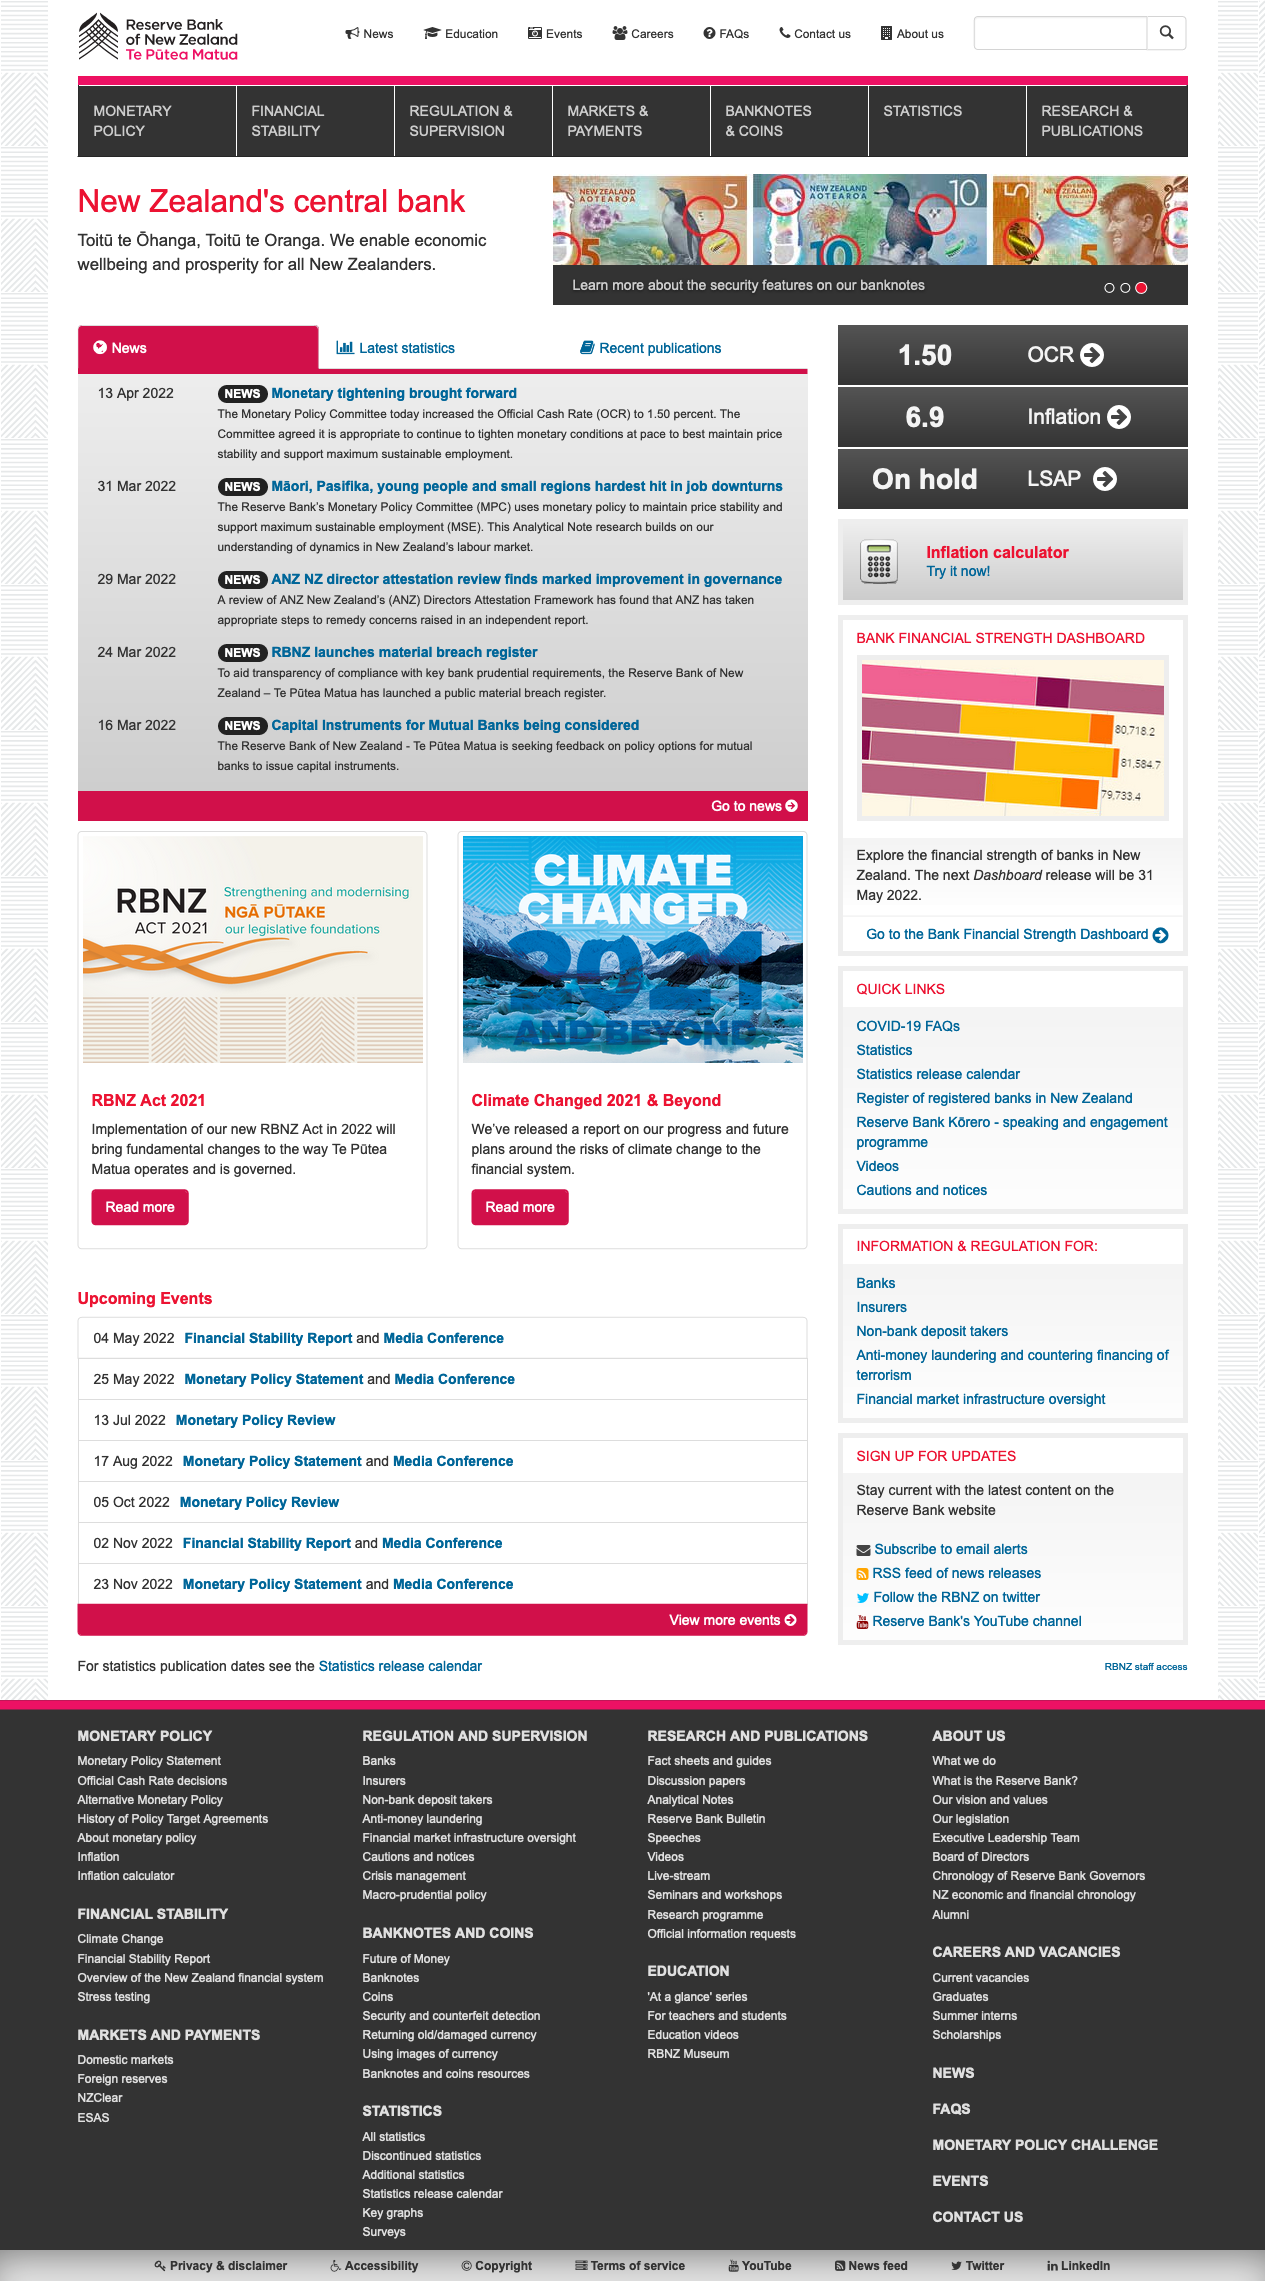 Reserve Bank
of New Zealand
Te Pūtea Matua
News
Education
Events
Careers
FAQs
Contact us
About us
MONETARY
POLICY
FINANCIAL
STABILITY
REGULATION &
SUPERVISION
MARKETS &
PAYMENTS
BANKNOTES
& COINS
STATISTICS
RESEARCH &
PUBLICATIONS
New Zealand's central bank
Toitū te Ōhanga, Toitū te Oranga. We enable economic
wellbeing and prosperity for all New Zealanders.
NEW ZEALAND
AOTEAROA
5
5
NEW ZEALAND
AOTEAROA
10
10
5
NEW ZEALAND
5
Learn more about the security features on our banknotes
News
Latest statistics
Recent publications
13 Apr 2022
NEWS Monetary tightening brought forward
The Monetary Policy Committee today increased the Official Cash Rate (OCR) to 1.50 percent. The
Committee agreed it is appropriate to continue to tighten monetary conditions at pace to best maintain price
stability and support maximum sustainable employment.
31 Mar 2022
NEWS Māori, Pasifika, young people and small regions hardest hit in job downturns
The Reserve Bank's Monetary Policy Committee (MPC) uses monetary policy to maintain price stability and
support maximum sustainable employment (MSE). This Analytical Note research builds on our
understanding of dynamics in New Zealand's labour market.
29 Mar 2022
NEWS ANZ NZ director attestation review finds marked improvement in governance
A review of ANZ New Zealand's (ANZ) Directors Attestation Framework has found that ANZ has taken
appropriate steps to remedy concerns raised in an independent report.
24 Mar 2022
NEWS RBNZ launches material breach register
To aid transparency of compliance with key bank prudential requirements, the Reserve Bank of New
Zealand – Te Pūtea Matua has launched a public material breach register.
16 Mar 2022
NEWS Capital Instruments for Mutual Banks being considered
The Reserve Bank of New Zealand - Te Pūtea Matua is seeking feedback on policy options for mutual
banks to issue capital instruments.
Go to news
1.50 OCR
6.9 Inflation
On hold LSAP
Inflation calculator
Try it now!
BANK FINANCIAL STRENGTH DASHBOARD
80,718.2
81,584.7
79,733.4
Explore the financial strength of banks in New
Zealand. The next Dashboard release will be 31
May 2022.
Go to the Bank Financial Strength Dashboard
RBNZ
ACT 2021
Strengthening and modernising
NGĀ PŪTAKE
our legislative foundations
RBNZ Act 2021
Implementation of our new RBNZ Act in 2022 will
bring fundamental changes to the way Te Pūtea
Matua operates and is governed.
Read more
CLIMATE
CHANGED
2021
AND BEYOND
Climate Changed 2021 & Beyond
We've released a report on our progress and future
plans around the risks of climate change to the
financial system.
Read more
QUICK LINKS
COVID-19 FAQs
Statistics
Statistics release calendar
Register of registered banks in New Zealand
Reserve Bank Kōrero - speaking and engagement
programme
Videos
Cautions and notices
INFORMATION & REGULATION FOR:
Banks
Insurers
Non-bank deposit takers
Anti-money laundering and countering financing of
terrorism
Financial market infrastructure oversight
Upcoming Events
04 May 2022 Financial Stability Report and Media Conference
25 May 2022 Monetary Policy Statement and Media Conference
13 Jul 2022 Monetary Policy Review
17 Aug 2022 Monetary Policy Statement and Media Conference
05 Oct 2022 Monetary Policy Review
02 Nov 2022 Financial Stability Report and Media Conference
23 Nov 2022 Monetary Policy Statement and Media Conference
View more events
SIGN UP FOR UPDATES
Stay current with the latest content on the
Reserve Bank website
Subscribe to email alerts
RSS feed of news releases
Follow the RBNZ on twitter
Reserve Bank's YouTube channel
For statistics publication dates see the Statistics release calendar
RBNZ staff access
MONETARY POLICY
Monetary Policy Statement
Official Cash Rate decisions
Alternative Monetary Policy
History of Policy Target Agreements
About monetary policy
Inflation
Inflation calculator
FINANCIAL STABILITY
Climate Change
Financial Stability Report
Overview of the New Zealand financial system
Stress testing
MARKETS AND PAYMENTS
Domestic markets
Foreign reserves
NZClear
ESAS
REGULATION AND SUPERVISION
Banks
Insurers
Non-bank deposit takers
Anti-money laundering
Financial market infrastructure oversight
Cautions and notices
Crisis management
Macro-prudential policy
BANKNOTES AND COINS
Future of Money
Banknotes
Coins
Security and counterfeit detection
Returning old/damaged currency
Using images of currency
Banknotes and coins resources
STATISTICS
All statistics
Discontinued statistics
Additional statistics
Statistics release calendar
Key graphs
Surveys
RESEARCH AND PUBLICATIONS
Fact sheets and guides
Discussion papers
Analytical Notes
Reserve Bank Bulletin
Speeches
Videos
Live-stream
Seminars and workshops
Research programme
Official information requests
EDUCATION
'At a glance' series
For teachers and students
Education videos
RBNZ Museum
ABOUT US
What we do
What is the Reserve Bank?
Our vision and values
Our legislation
Executive Leadership Team
Board of Directors
Chronology of Reserve Bank Governors
NZ economic and financial chronology
Alumni
CAREERS AND VACANCIES
Current vacancies
Graduates
Summer interns
Scholarships
NEWS
FAQS
MONETARY POLICY CHALLENGE
EVENTS
CONTACT US
Privacy & disclaimer
Accessibility
Copyright
Terms of service
YouTube
News feed
Twitter
LinkedIn